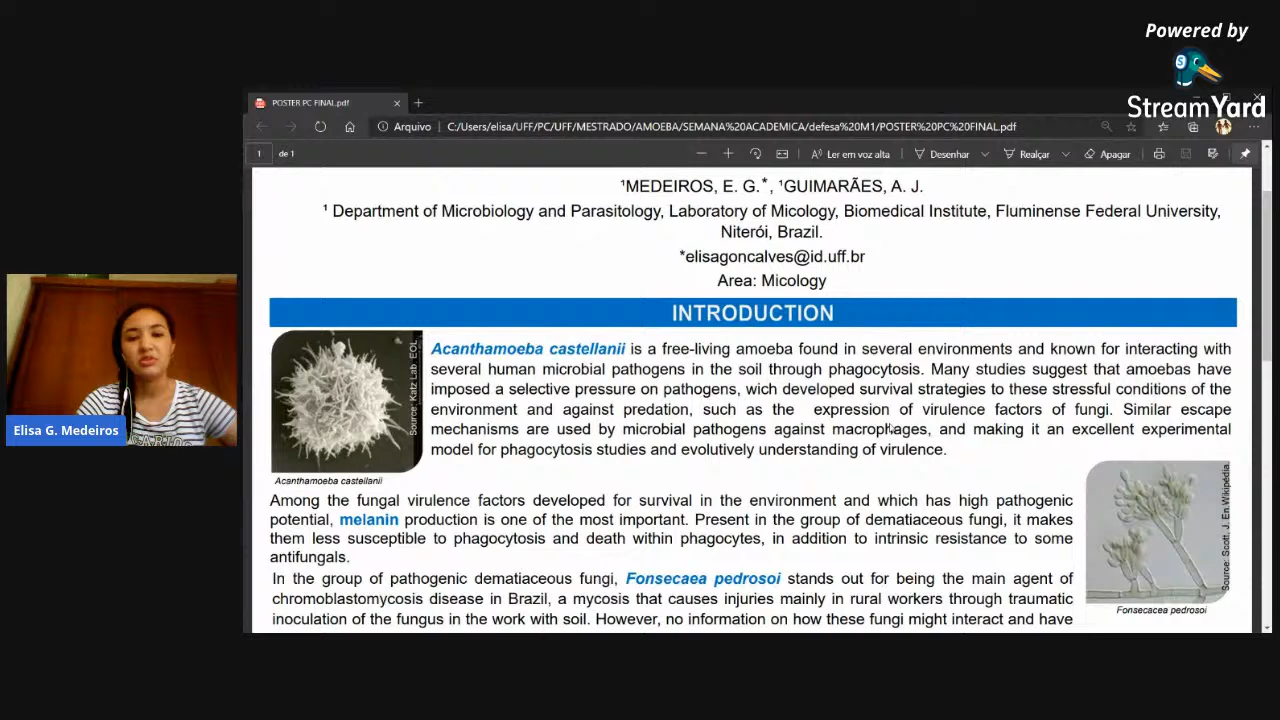 Powered by
StreamYard
POSTER PC FINAL.pdf
Arquivo
C:/Users/elisa/UFF/PC/UFF/MESTRADO/AMOEBA/SEMANA%20ACADEMICA/defesa%20M1/POSTER%20PC%20FINAL.pdf
1 de 1
Ler em voz alta
Desenhar
Realçar
Apagar
¹MEDEIROS, E. G.*, ¹GUIMARÃES, A. J.
¹ Department of Microbiology and Parasitology, Laboratory of Micology, Biomedical Institute, Fluminense Federal University,
Niterói, Brazil.
*elisagoncalves@id.uff.br
Area: Micology
INTRODUCTION
Source: Katz Lab EOL
Acanthamoeba castellanii
Acanthamoeba castellanii is a free-living amoeba found in several environments and known for interacting with
several human microbial pathogens in the soil through phagocytosis. Many studies suggest that amoebas have
imposed a selective pressure on pathogens, wich developed survival strategies to these stressful conditions of the
environment and against predation, such as the expression of virulence factors of fungi. Similar escape
mechanisms are used by microbial pathogens against macrophages, and making it an excellent experimental
model for phagocytosis studies and evolutively understanding of virulence.
Among the fungal virulence factors developed for survival in the environment and which has high pathogenic
potential, melanin production is one of the most important. Present in the group of dematiaceous fungi, it makes
them less susceptible to phagocytosis and death within phagocytes, in addition to intrinsic resistance to some
antifungals.
In the group of pathogenic dematiaceous fungi, Fonsecaea pedrosoi stands out for being the main agent of
chromoblastomycosis disease in Brazil, a mycosis that causes injuries mainly in rural workers through traumatic
inoculation of the fungus in the work with soil. However, no information on how these fungi might interact and have
Source: Scott, J. En.Wikipédia.
Fonsecacea pedrosoi
Elisa G. Medeiros